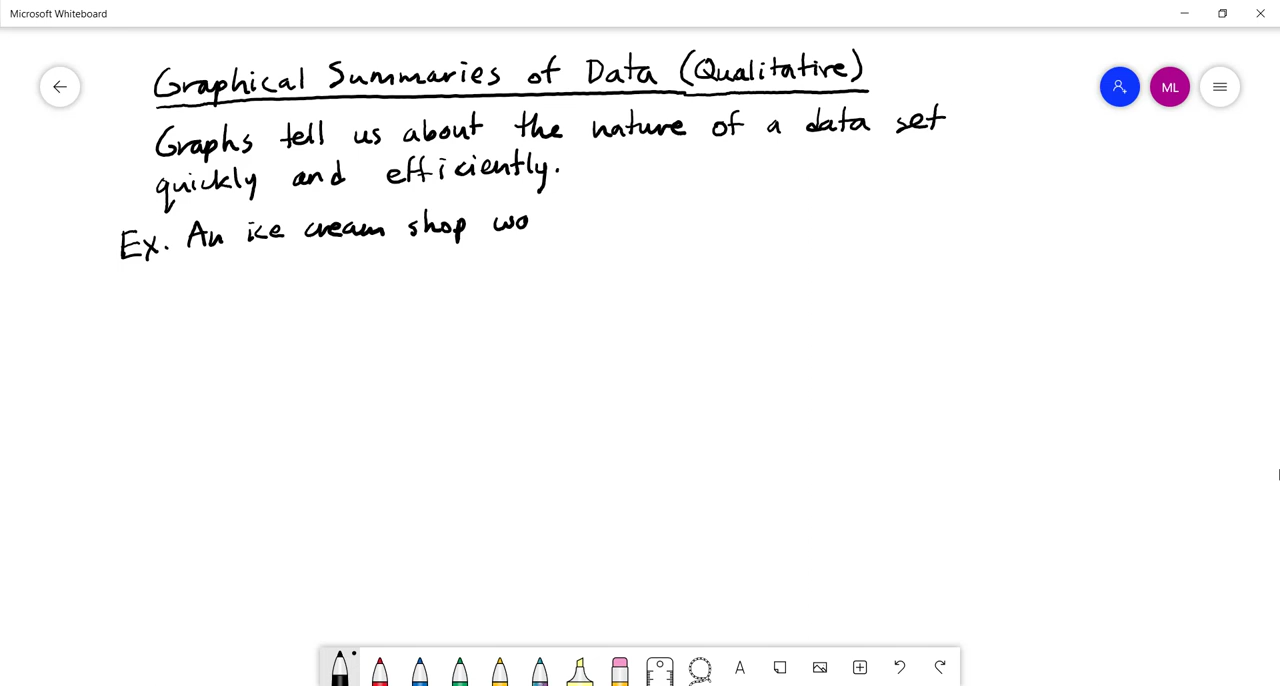 Microsoft Whiteboard
Graphical Summaries of Data (Qualitative)
ML
Graphs tell us about the nature of a data set
quickly and efficiently.
Ex. An ice cream shop wo
A